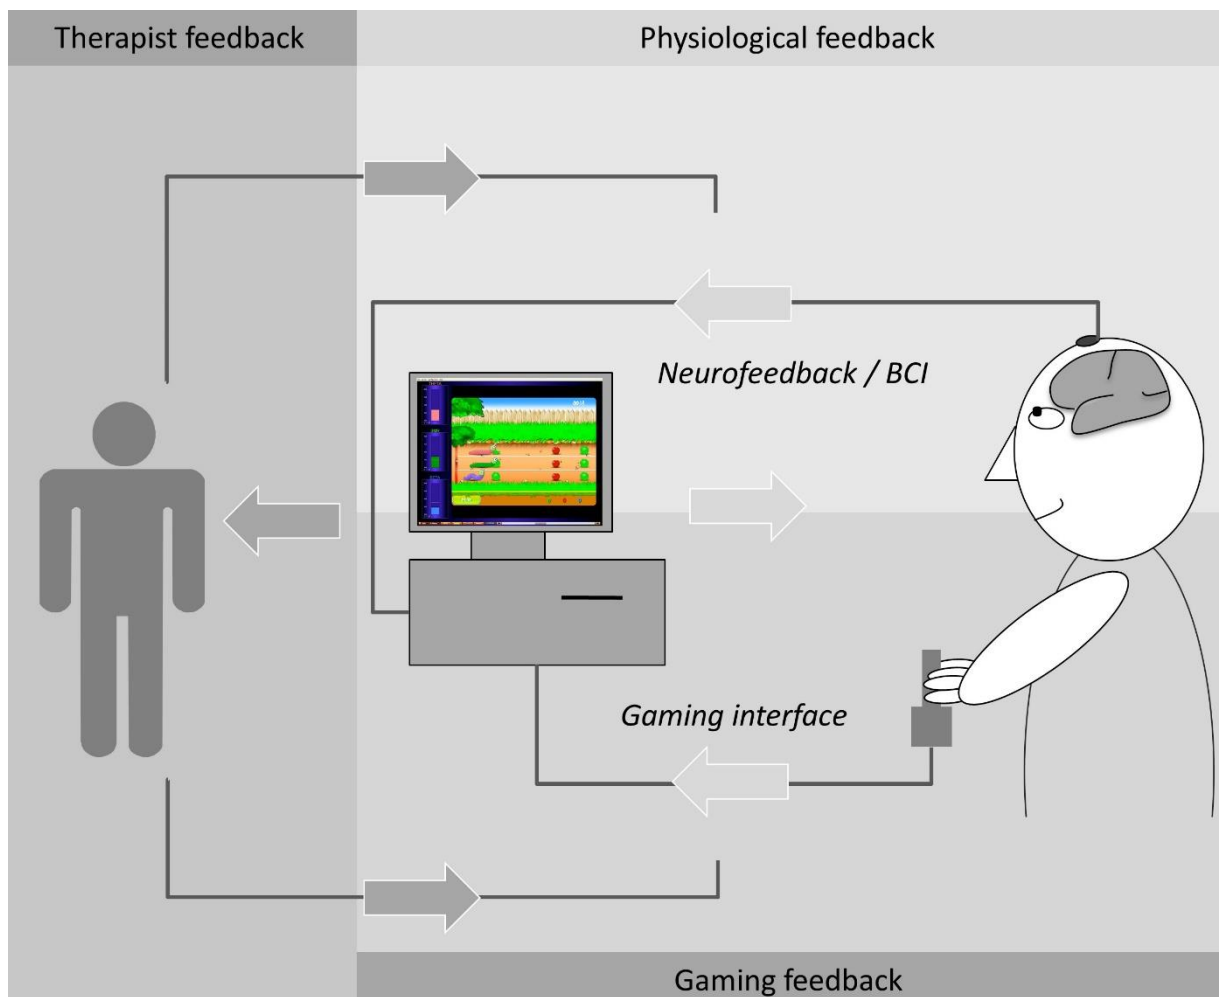 Therapist feedback
Physiological feedback
Neurofeedback / BCI
Gaming interface
Gaming feedback